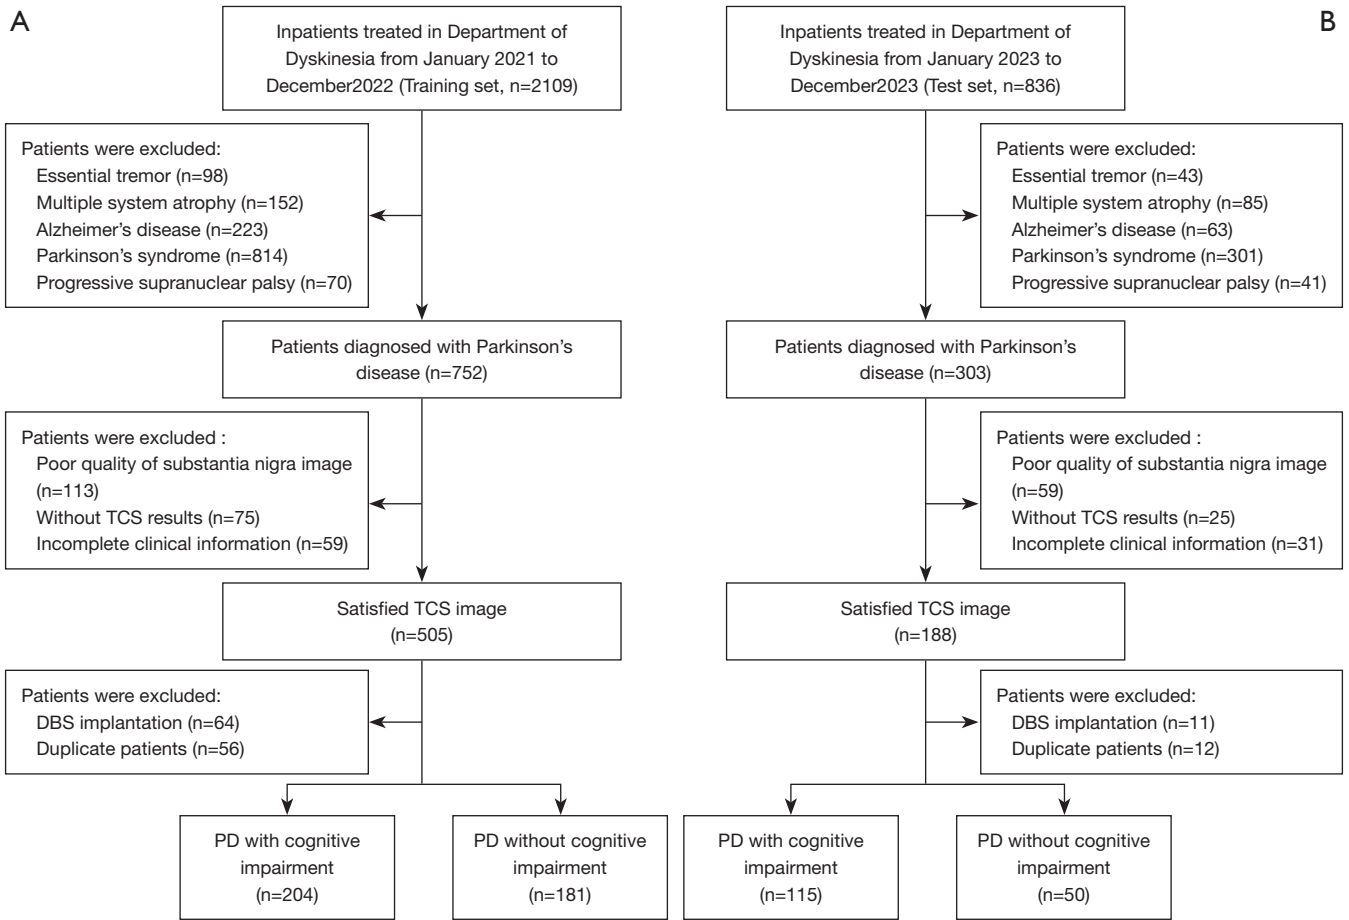 A
Inpatients treated in Department of
Dyskinesia from January 2021 to
December2022 (Training set, n=2109)
Patients were excluded:
Essential tremor (n=98)
Multiple system atrophy (n=152)
Alzheimer's disease (n=223)
Parkinson's syndrome (n=814)
Progressive supranuclear palsy (n=70)
Patients diagnosed with Parkinson's
disease (n=752)
Patients were excluded :
Poor quality of substantia nigra image
(n=113)
Without TCS results (n=75)
Incomplete clinical information (n=59)
Satisfied TCS image
(n=505)
Patients were excluded:
DBS implantation (n=64)
Duplicate patients (n=56)
PD with cognitive
impairment
(n=204)
PD without cognitive
impairment
(n=181)
B
Inpatients treated in Department of
Dyskinesia from January 2023 to
December2023 (Test set, n=836)
Patients were excluded:
Essential tremor (n=43)
Multiple system atrophy (n=85)
Alzheimer's disease (n=63)
Parkinson's syndrome (n=301)
Progressive supranuclear palsy (n=41)
Patients diagnosed with Parkinson's
disease (n=303)
Patients were excluded :
Poor quality of substantia nigra image
(n=59)
Without TCS results (n=25)
Incomplete clinical information (n=31)
Satisfied TCS image
(n=188)
Patients were excluded:
DBS implantation (n=11)
Duplicate patients (n=12)
PD with cognitive
impairment
(n=115)
PD without cognitive
impairment
(n=50)